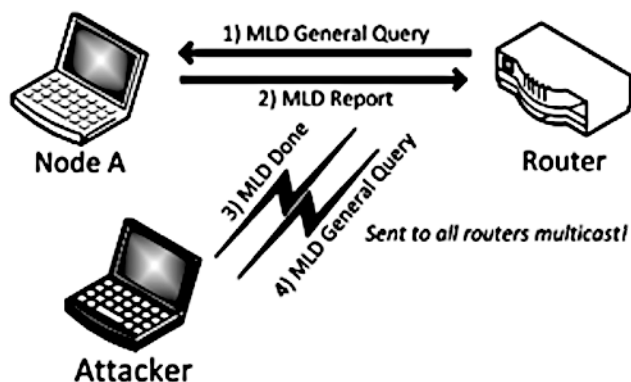 1) MLD General Query
2) MLD Report
Node A
Router
3) MLD Done
4) MLD General Query
Sent to all routers multicast!
Attacker